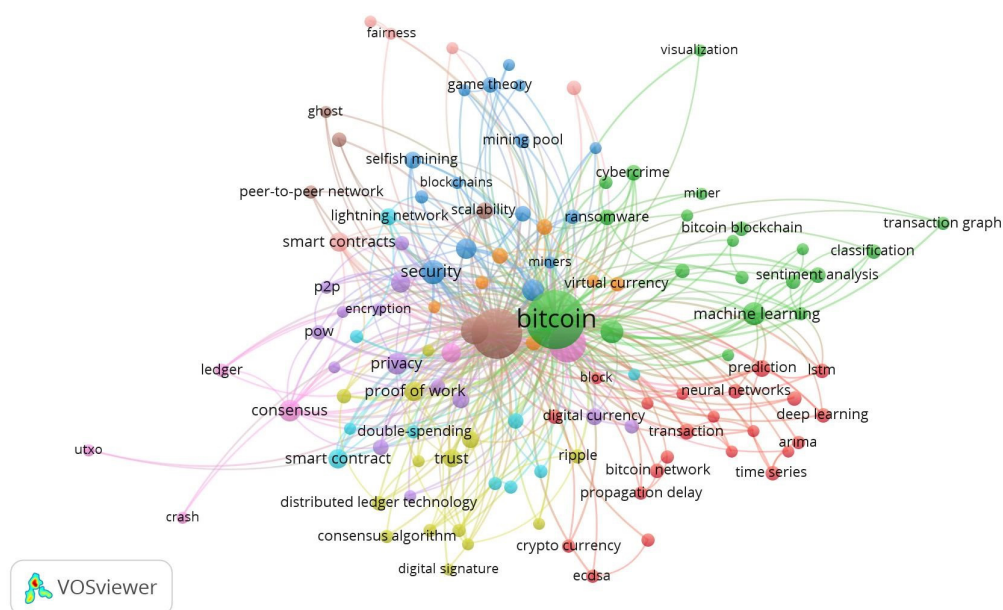 fairness
visualization
game theory
ghost
mining pool
selfish mining
cybercrime
blockchains
peer-to-peer network
miner
lightning network
scalability
ransomware
transaction graph
bitcoin blockchain
smart contracts
classification
miners
security
sentiment analysis
p2p
virtual currency
encryption
bitcoin
machine learning
pow
privacy
ledger
prediction
lstm
block
proof of work
neural networks
consensus
digital currency
deep learning
double-spending
transaction
arima
utxo
smart contract
trust
ripple
bitcoin network
time series
propagation delay
distributed ledger technology
crash
consensus algorithm
crypto currency
digital signature
ecdsa
VOSviewer